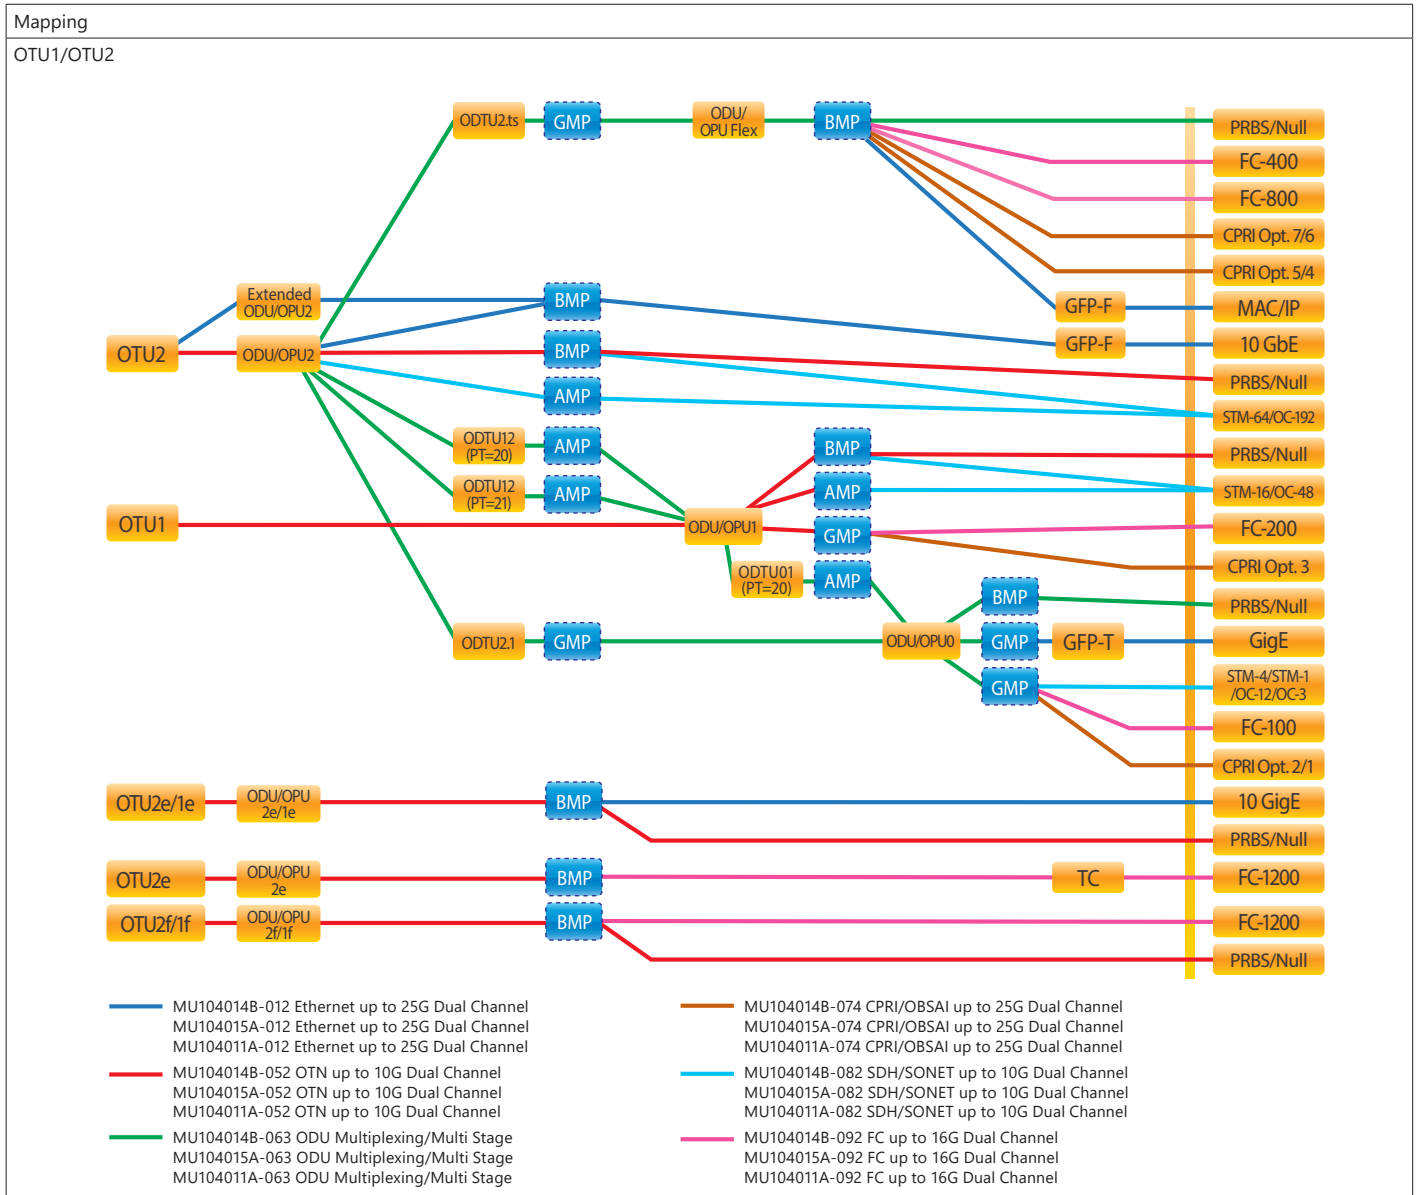 Mapping
OTU1/OTU2
ODTU2.ts
GMP
ODU/
OPU Flex
BMP
PRBS/Null
FC-400
FC-800
CPRI Opt. 7/6
CPRI Opt. 5/4
Extended
ODU/OPU2
BMP
GFP-F
MAC/IP
OTU2
ODU/OPU2
BMP
GFP-F
10 GbE
PRBS/Null
AMP
STM-64/OC-192
ODTU12
(PT=20)
AMP
BMP
PRBS/Null
ODTU12
(PT=21)
AMP
AMP
STM-16/OC-48
OTU1
ODU/OPU1
GMP
FC-200
CPRI Opt. 3
ODTU01
(PT=20)
AMP
BMP
PRBS/Null
ODTU2.1
GMP
ODU/OPU0
GMP
GFP-T
GigE
GMP
STM-4/STM-1
/OC-12/OC-3
FC-100
CPRI Opt. 2/1
OTU2e/1e
ODU/OPU
2e/1e
BMP
10 GigE
PRBS/Null
OTU2e
ODU/OPU
2e
BMP
TC
FC-1200
OTU2f/1f
ODU/OPU
2f/1f
BMP
FC-1200
PRBS/Null
MU104014B-012 Ethernet up to 25G Dual Channel
MU104015A-012 Ethernet up to 25G Dual Channel
MU104011A-012 Ethernet up to 25G Dual Channel
MU104014B-052 OTN up to 10G Dual Channel
MU104015A-052 OTN up to 10G Dual Channel
MU104011A-052 OTN up to 10G Dual Channel
MU104014B-063 ODU Multiplexing/Multi Stage
MU104015A-063 ODU Multiplexing/Multi Stage
MU104011A-063 ODU Multiplexing/Multi Stage
MU104014B-074 CPRI/OBSAI up to 25G Dual Channel
MU104015A-074 CPRI/OBSAI up to 25G Dual Channel
MU104011A-074 CPRI/OBSAI up to 25G Dual Channel
MU104014B-082 SDH/SONET up to 10G Dual Channel
MU104015A-082 SDH/SONET up to 10G Dual Channel
MU104011A-082 SDH/SONET up to 10G Dual Channel
MU104014B-092 FC up to 16G Dual Channel
MU104015A-092 FC up to 16G Dual Channel
MU104011A-092 FC up to 16G Dual Channel